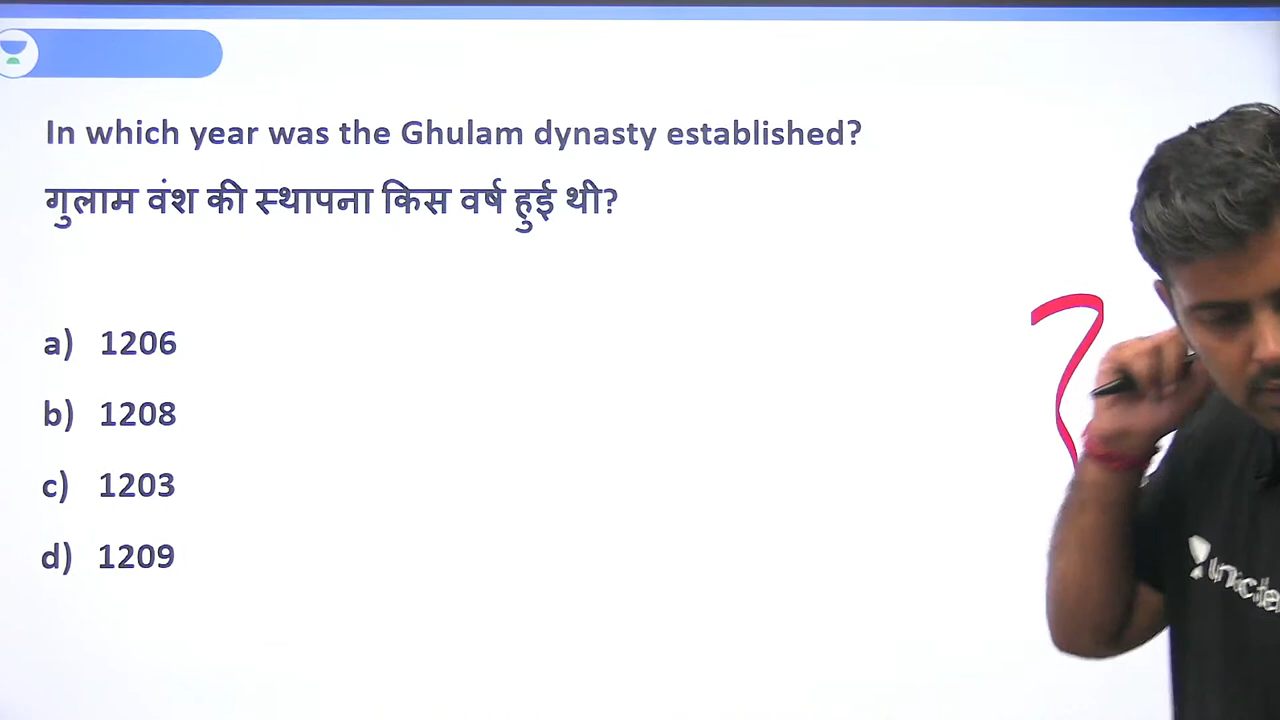 In which year was the Ghulam dynasty established?
गुलाम वंश की स्थापना किस वर्ष हुई थी?
a) 1206
b) 1208
c) 1203
d) 1209